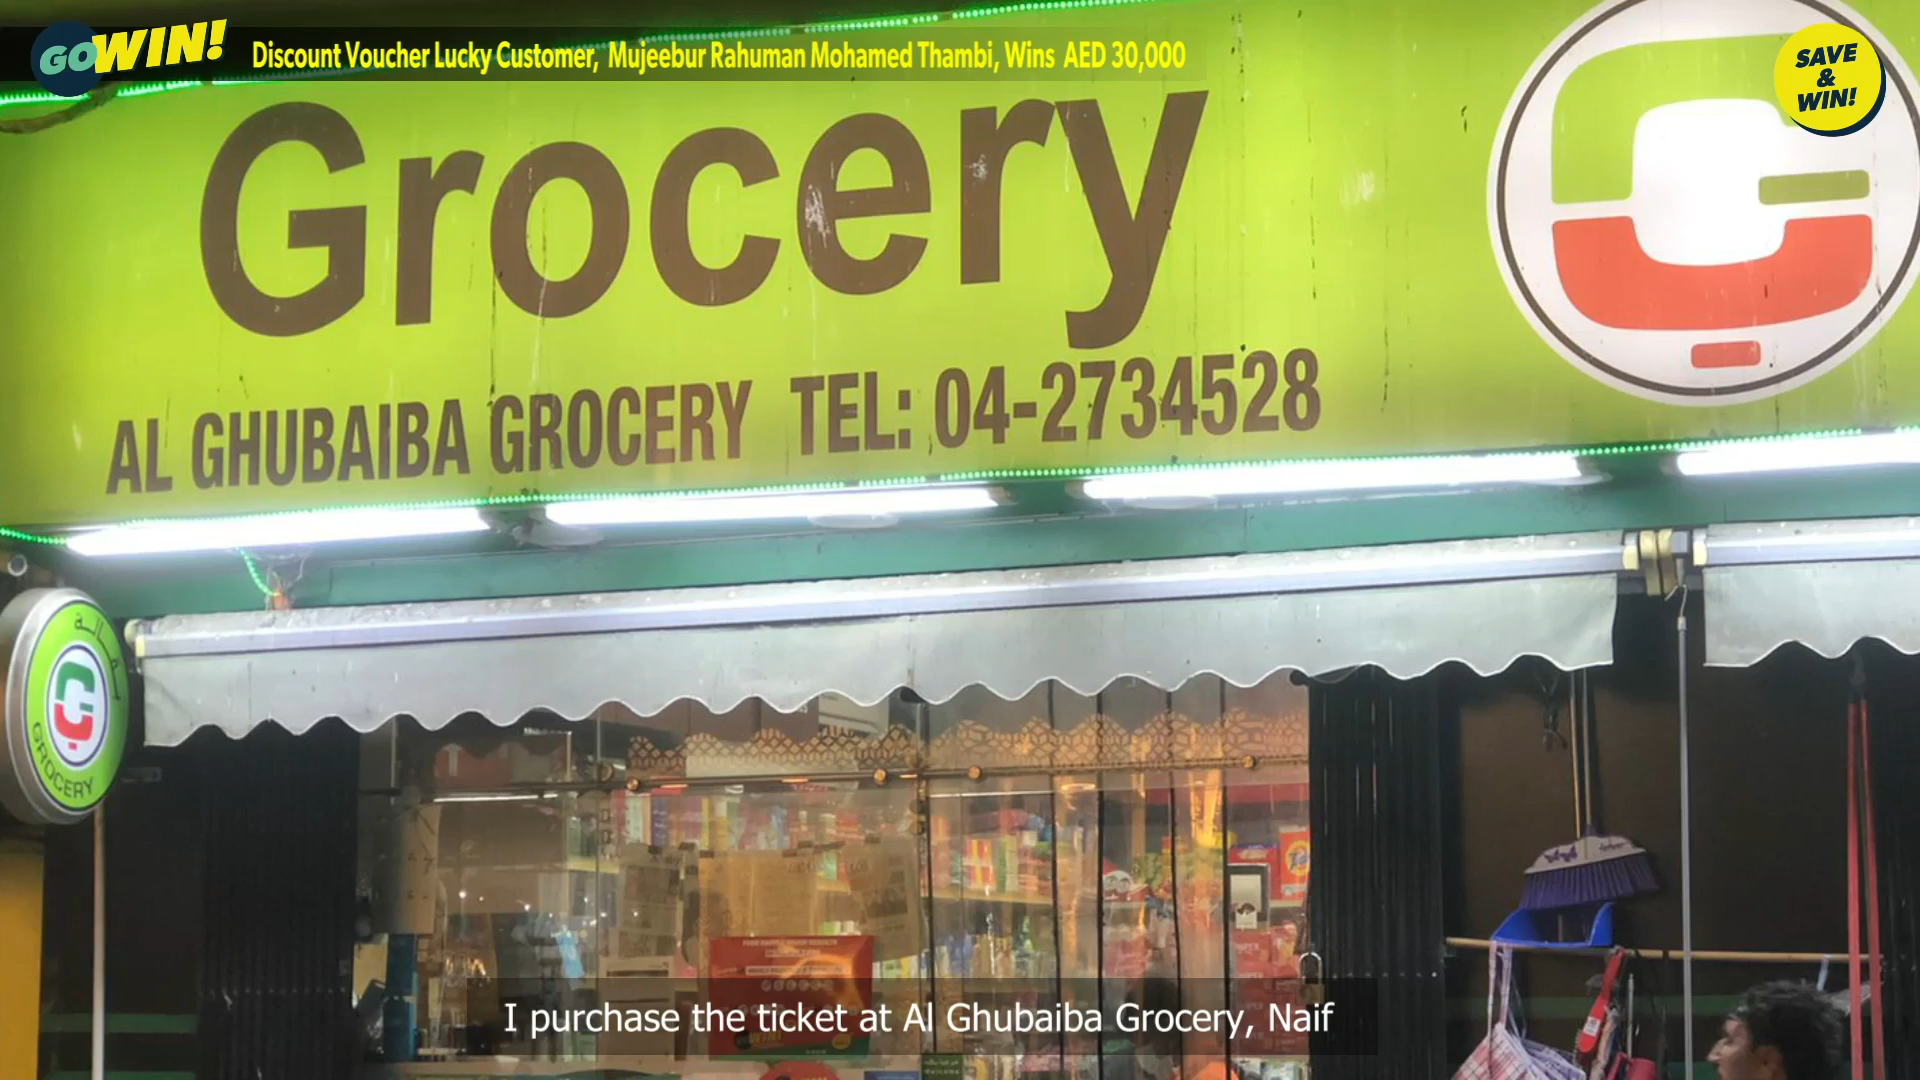 GOWIN!
Discount Voucher Lucky Customer, Mujeebur Rahuman Mohamed Thambi, Wins AED 30,000
SAVE
&
WIN!
Grocery
AL GHUBAIBA GROCERY TEL: 04-2734528
بقالة
GROCERY
I purchase the ticket at Al Ghubaiba Grocery, Naif